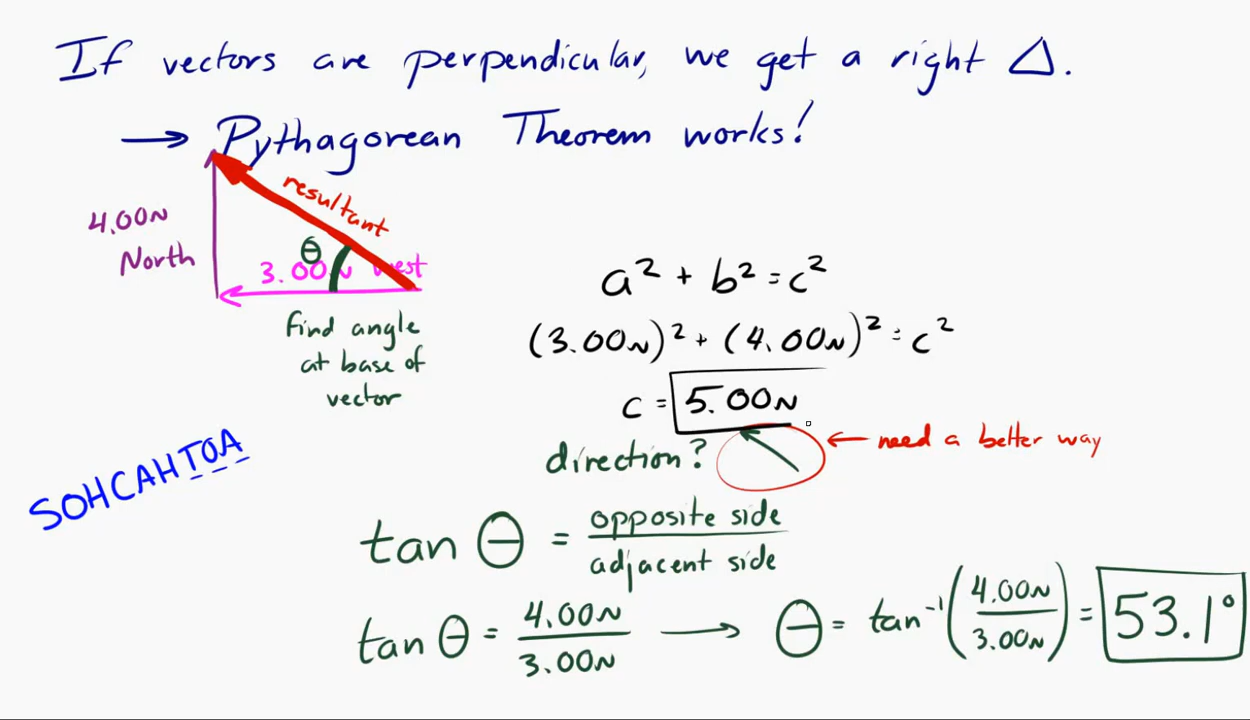 If vectors are perpendicular, we get a right △.
→ Pythagorean Theorem works!
resultant
4.00N
North
θ
3.00N west
find angle
at base of
vector
a² + b² = c²
(3.00N)² + (4.00N)² = c²
c = 5.00N
direction?
← need a better way
SOHCAHTOA
tan θ = opposite side / adjacent side
tan θ = 4.00N / 3.00N → θ = tan⁻¹(4.00N / 3.00N) = 53.1°